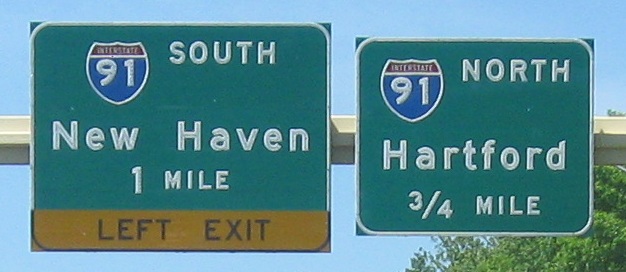 INTERSTATE
91 SOUTH
New Haven
1 MILE
LEFT EXIT
INTERSTATE
91 NORTH
Hartford
3/4 MILE